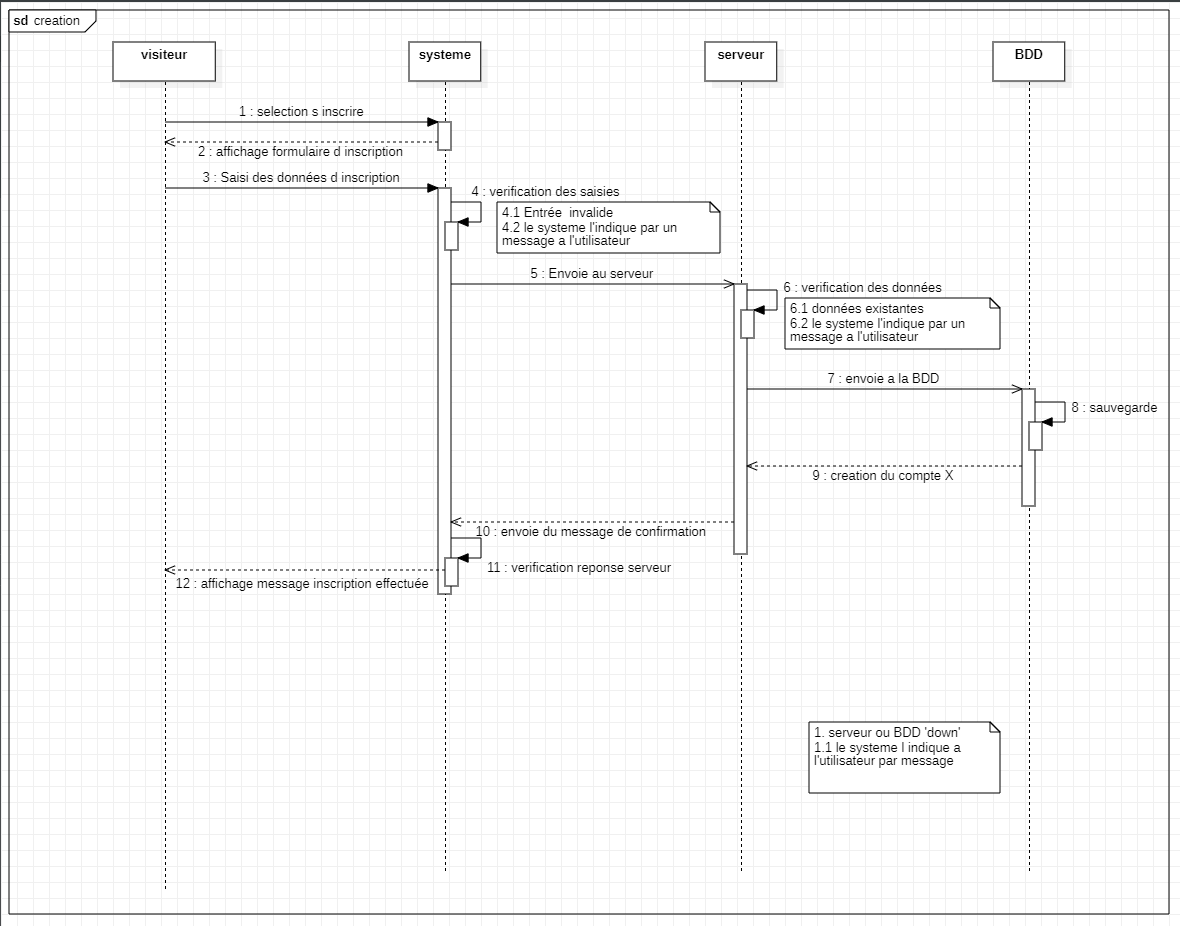 sd creation
visiteur
systeme
serveur
BDD
1 : selection s inscrire
2 : affichage formulaire d inscription
3 : Saisi des données d inscription
4 : verification des saisies
4.1 Entrée  invalide
4.2 le systeme l'indique par un
message a l'utilisateur
5 : Envoie au serveur
6 : verification des données
6.1 données existantes
6.2 le systeme l'indique par un
message a l'utilisateur
7 : envoie a la BDD
8 : sauvegarde
9 : creation du compte X
10 : envoie du message de confirmation
11 : verification reponse serveur
12 : affichage message inscription effectuée
1. serveur ou BDD 'down'
1.1 le systeme l indique a
l'utilisateur par message